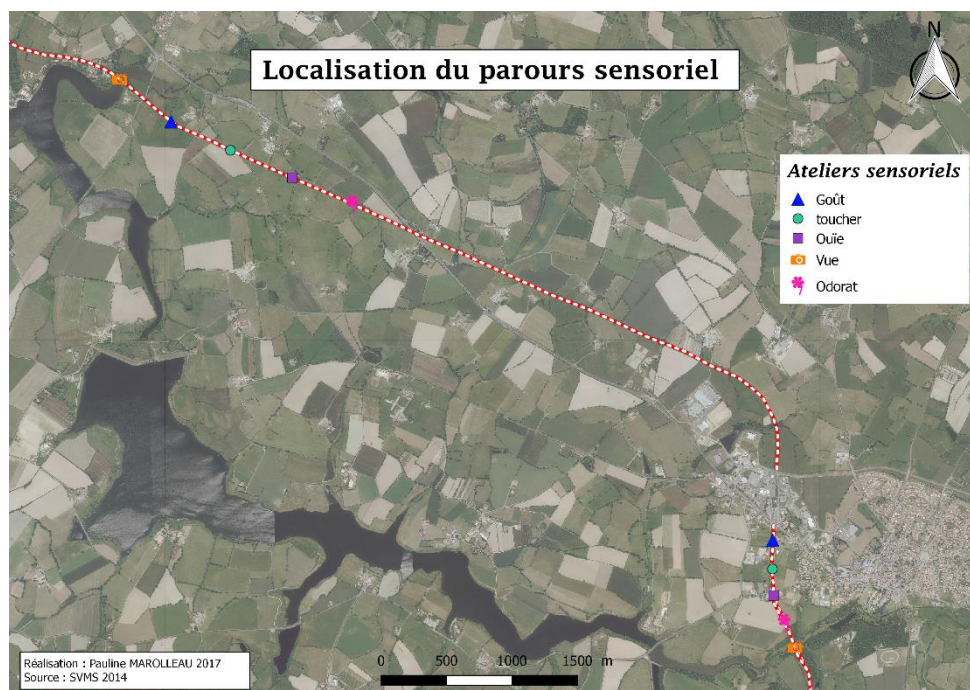 Localisation du parours sensoriel
N
Ateliers sensoriels
Goût
toucher
Ouïe
Vue
Odorat
Réalisation : Pauline MAROLLEAU 2017
Source : SVMS 2014
0 500 1000 1500 m